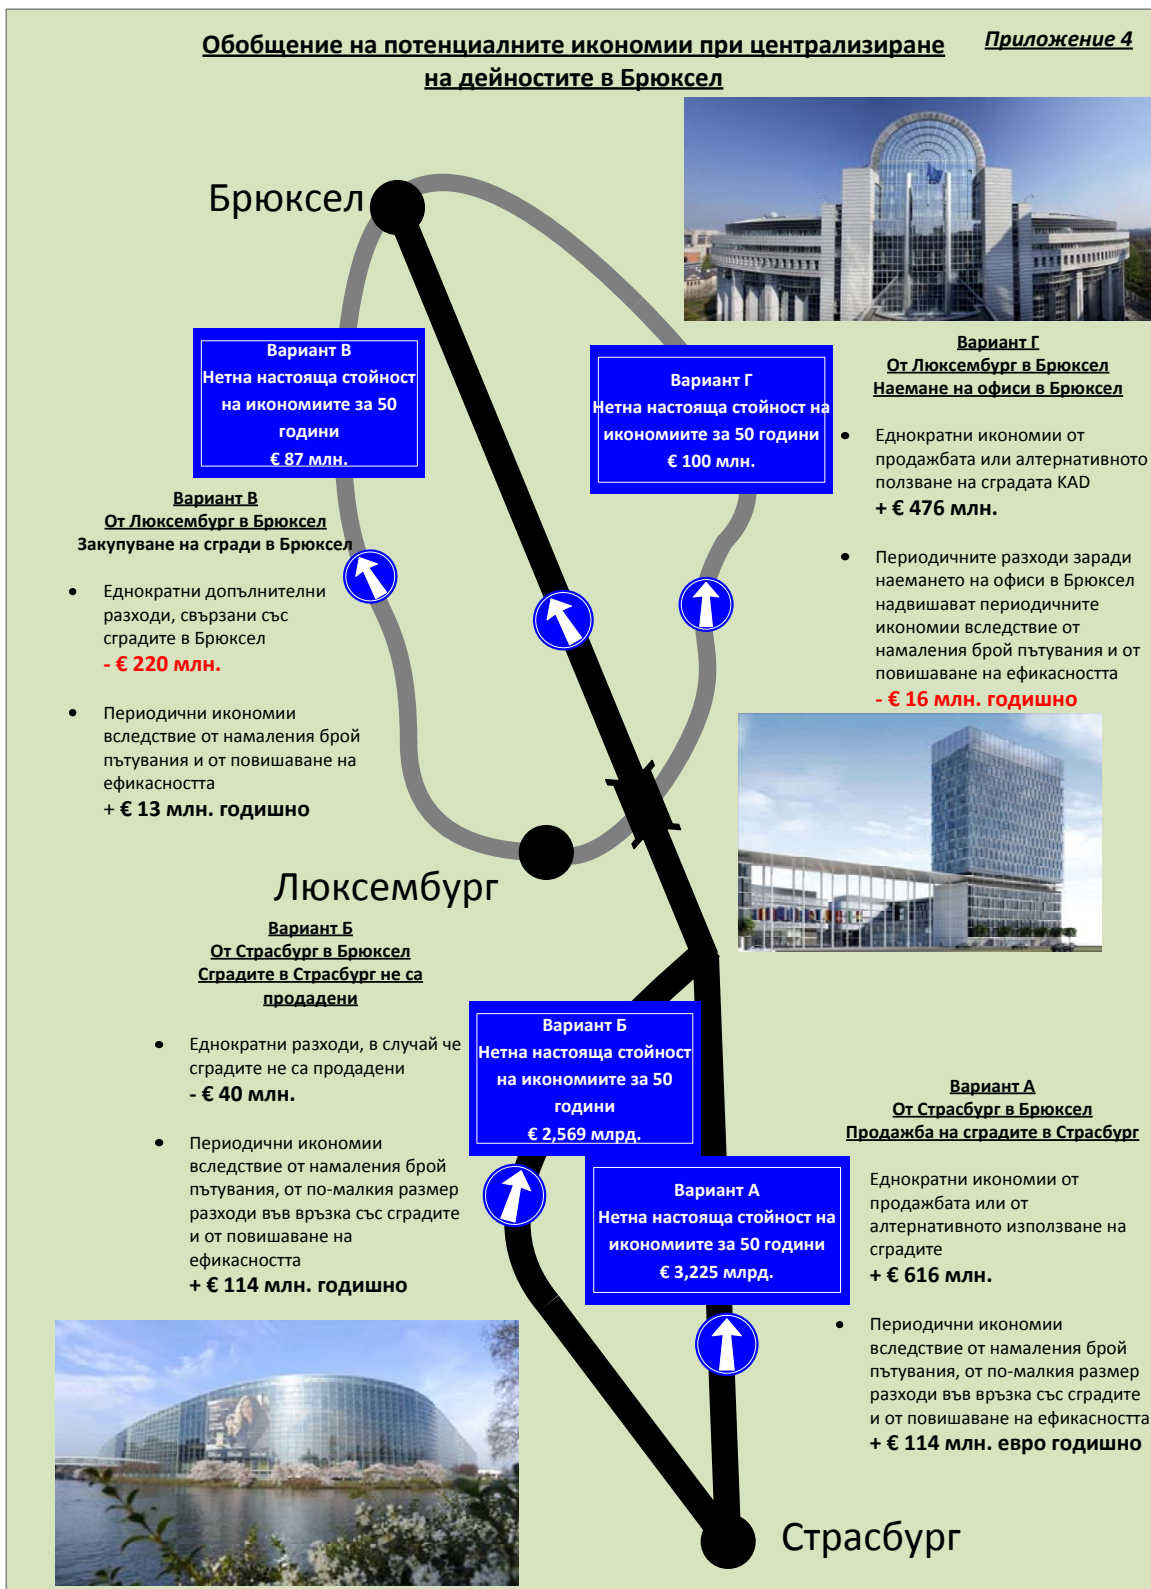 Обобщение на потенциалните икономии при централизиране
на дейностите в Брюксел
Приложение 4
Брюксел
Вариант В
Нетна настояща стойност
на икономиите за 50
години
€ 87 млн.
Вариант Г
Нетна настояща стойност на
икономиите за 50 години
€ 100 млн.
Вариант Г
От Люксембург в Брюксел
Наемане на офиси в Брюксел
• Еднократни икономии от
продажбата или алтернативното
ползване на сградата KAD
+ € 476 млн.
• Периодичните разходи заради
наемането на офиси в Брюксел
надвишават периодичните
икономии вследствие от
намаления брой пътувания и от
повишаване на ефикасността
- € 16 млн. годишно
Вариант В
От Люксембург в Брюксел
Закупуване на сгради в Брюксел
• Еднократни допълнителни
разходи, свързани със
сградите в Брюксел
- € 220 млн.
• Периодични икономии
вследствие от намаления брой
пътувания и от повишаване на
ефикасността
+ € 13 млн. годишно
Люксембург
Вариант Б
От Страсбург в Брюксел
Сградите в Страсбург не са
продадени
• Еднократни разходи, в случай че
сградите не са продадени
- € 40 млн.
• Периодични икономии
вследствие от намаления брой
пътувания, от по-малкия размер
разходи във връзка със сградите
и от повишаване на
ефикасността
+ € 114 млн. годишно
Вариант Б
Нетна настояща стойност
на икономиите за 50
години
€ 2,569 млрд.
Вариант А
Нетна настояща стойност на
икономиите за 50 години
€ 3,225 млрд.
Вариант А
От Страсбург в Брюксел
Продажба на сградите в Страсбург
Еднократни икономии от
продажбата или от
алтернативното използване на
сградите
+ € 616 млн.
• Периодични икономии
вследствие от намаления брой
пътувания, от по-малкия размер
разходи във връзка със сградите
и от повишаване на ефикасността
+ € 114 млн. евро годишно
Страсбург